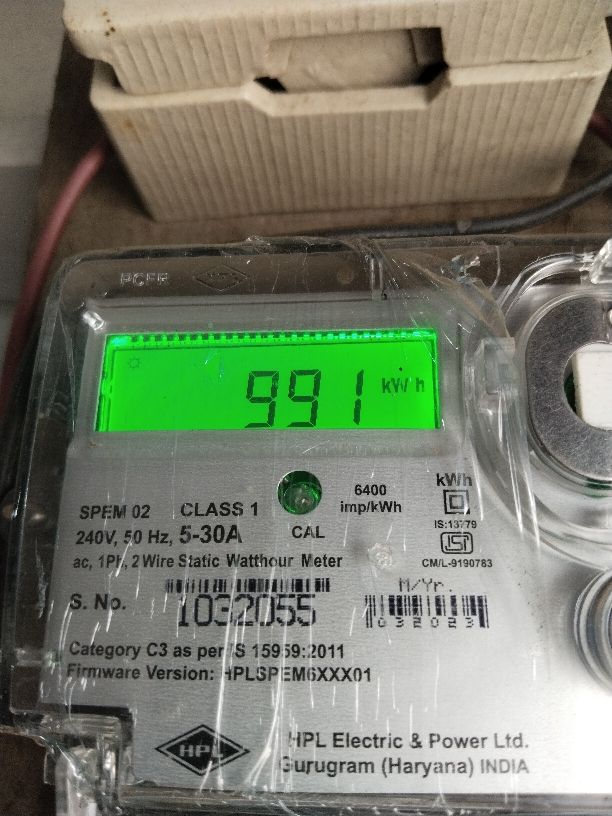 991 kWh
SPEM 02 CLASS 1
6400
imp/kWh
kWh
240V, 50 Hz, 5-30A
CAL
IS:13779
ISI
CM/L-9190783
ac, 1PH, 2 Wire Static Watthour Meter
M/Yr.
S. No. 1032055
032023
Category C3 as per IS 15959:2011
Firmware Version: HPLSPEM6XXX01
HPL
HPL Electric & Power Ltd.
Gurugram (Haryana) INDIA